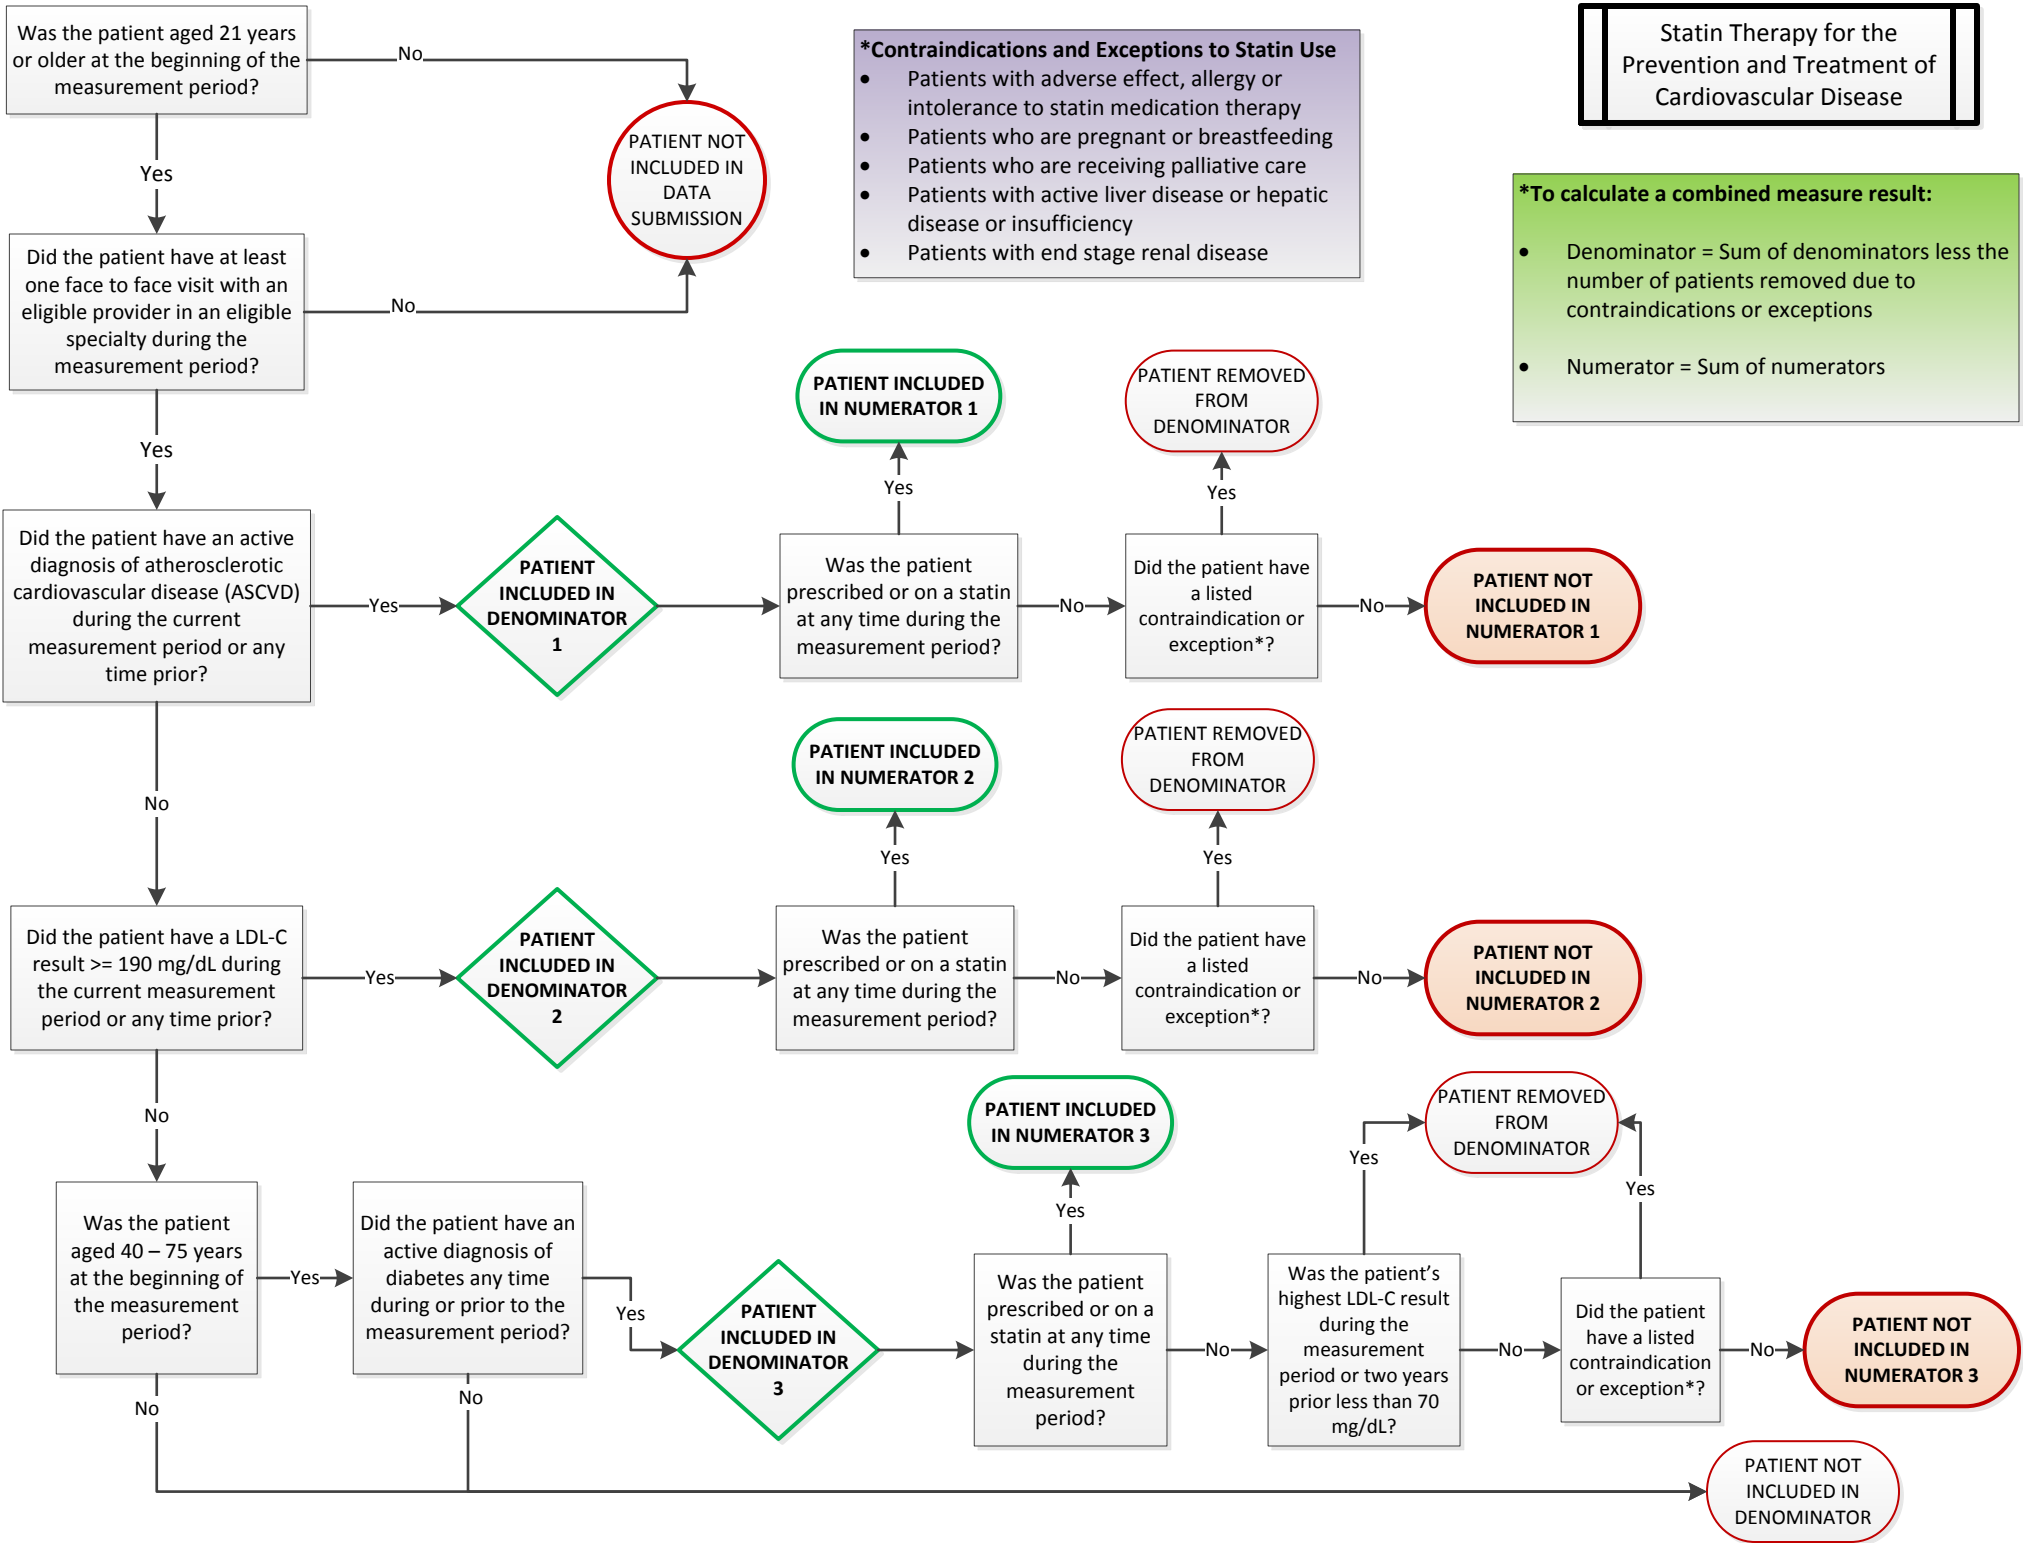 Was the patient aged 21 years
or older at the beginning of the
measurement period?
No
PATIENT NOT
INCLUDED IN
DATA
SUBMISSION
*Contraindications and Exceptions to Statin Use
• Patients with adverse effect, allergy or
intolerance to statin medication therapy
• Patients who are pregnant or breastfeeding
• Patients who are receiving palliative care
• Patients with active liver disease or hepatic
disease or insufficiency
• Patients with end stage renal disease
Statin Therapy for the
Prevention and Treatment of
Cardiovascular Disease
*To calculate a combined measure result:
• Denominator = Sum of denominators less the
number of patients removed due to
contraindications or exceptions
• Numerator = Sum of numerators
Yes
Did the patient have at least
one face to face visit with an
eligible provider in an eligible
specialty during the
measurement period?
No
Yes
Did the patient have an active
diagnosis of atherosclerotic
cardiovascular disease (ASCVD)
during the current
measurement period or any
time prior?
Yes
PATIENT
INCLUDED IN
DENOMINATOR
1
Was the patient
prescribed or on a statin
at any time during the
measurement period?
Yes
PATIENT INCLUDED
IN NUMERATOR 1
No
Did the patient have
a listed
contraindication or
exception*?
Yes
PATIENT REMOVED
FROM
DENOMINATOR
No
PATIENT NOT
INCLUDED IN
NUMERATOR 1
No
Did the patient have a LDL-C
result >= 190 mg/dL during
the current measurement
period or any time prior?
Yes
PATIENT
INCLUDED IN
DENOMINATOR
2
Was the patient
prescribed or on a statin
at any time during the
measurement period?
Yes
PATIENT INCLUDED
IN NUMERATOR 2
No
Did the patient have
a listed
contraindication or
exception*?
Yes
PATIENT REMOVED
FROM
DENOMINATOR
No
PATIENT NOT
INCLUDED IN
NUMERATOR 2
No
Was the patient
aged 40 – 75 years
at the beginning of
the measurement
period?
Yes
Did the patient have an
active diagnosis of
diabetes any time
during or prior to the
measurement period?
Yes
PATIENT
INCLUDED IN
DENOMINATOR
3
Was the patient
prescribed or on a
statin at any time
during the
measurement
period?
Yes
PATIENT INCLUDED
IN NUMERATOR 3
No
Was the patient's
highest LDL-C result
during the
measurement
period or two years
prior less than 70
mg/dL?
Yes
PATIENT REMOVED
FROM
DENOMINATOR
No
Did the patient
have a listed
contraindication
or exception*?
Yes
No
PATIENT NOT
INCLUDED IN
NUMERATOR 3
No
No
PATIENT NOT
INCLUDED IN
DENOMINATOR